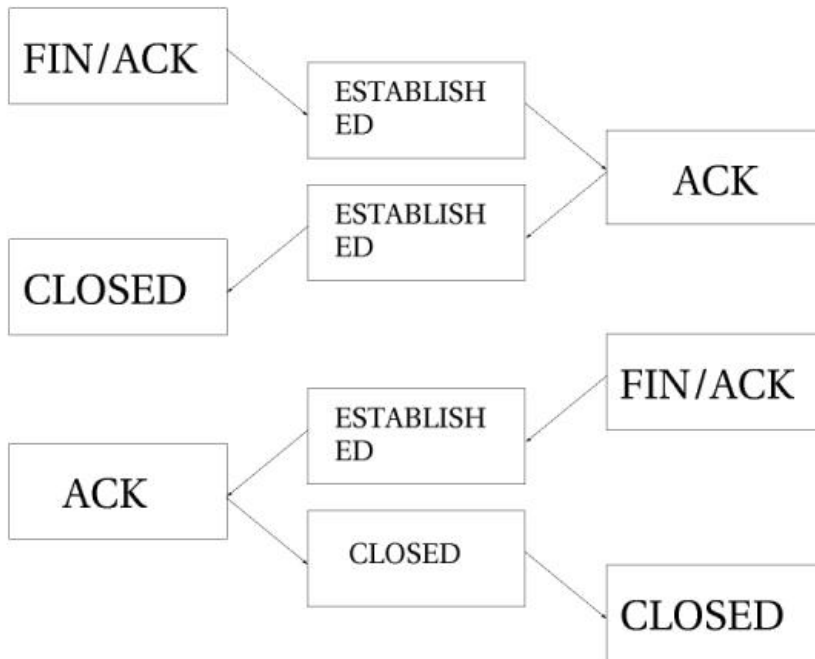 FIN/ACK
ESTABLISH
ED
ACK
ESTABLISH
ED
CLOSED
FIN/ACK
ESTABLISH
ED
ACK
CLOSED
CLOSED